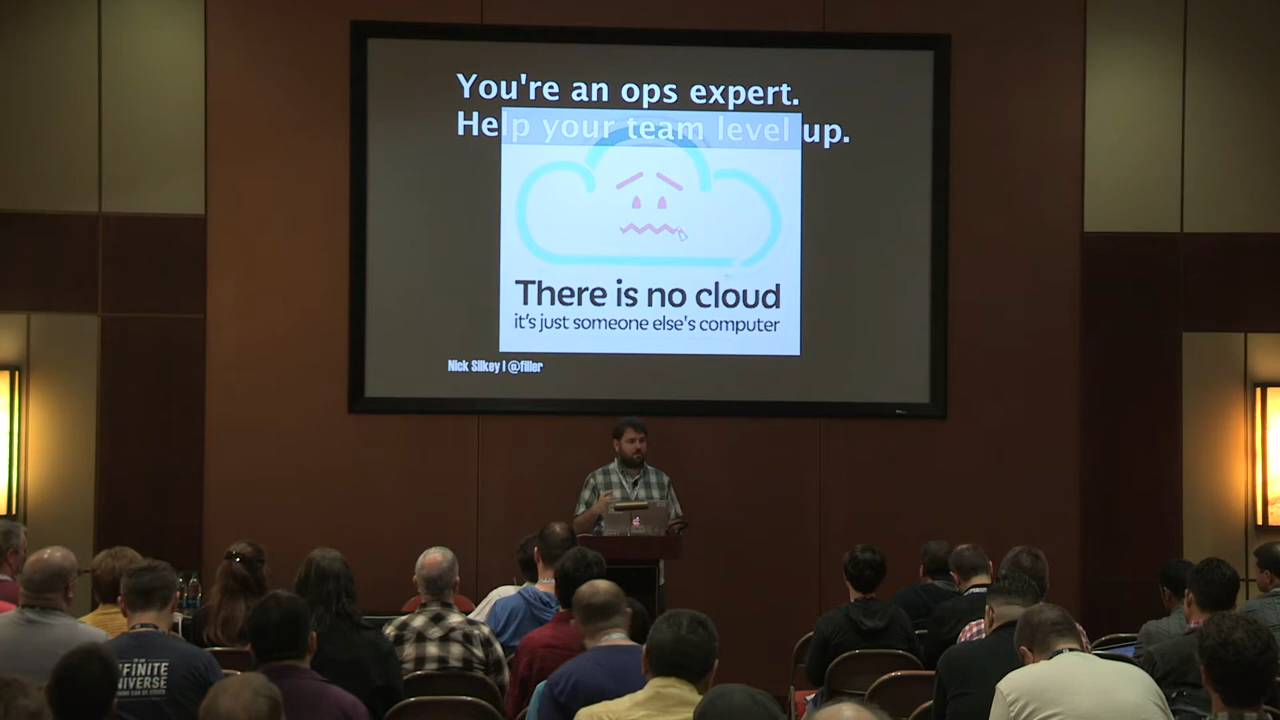 You're an ops expert.
Help your team level up.
There is no cloud
it's just someone else's computer
Nick Silkey | @filler